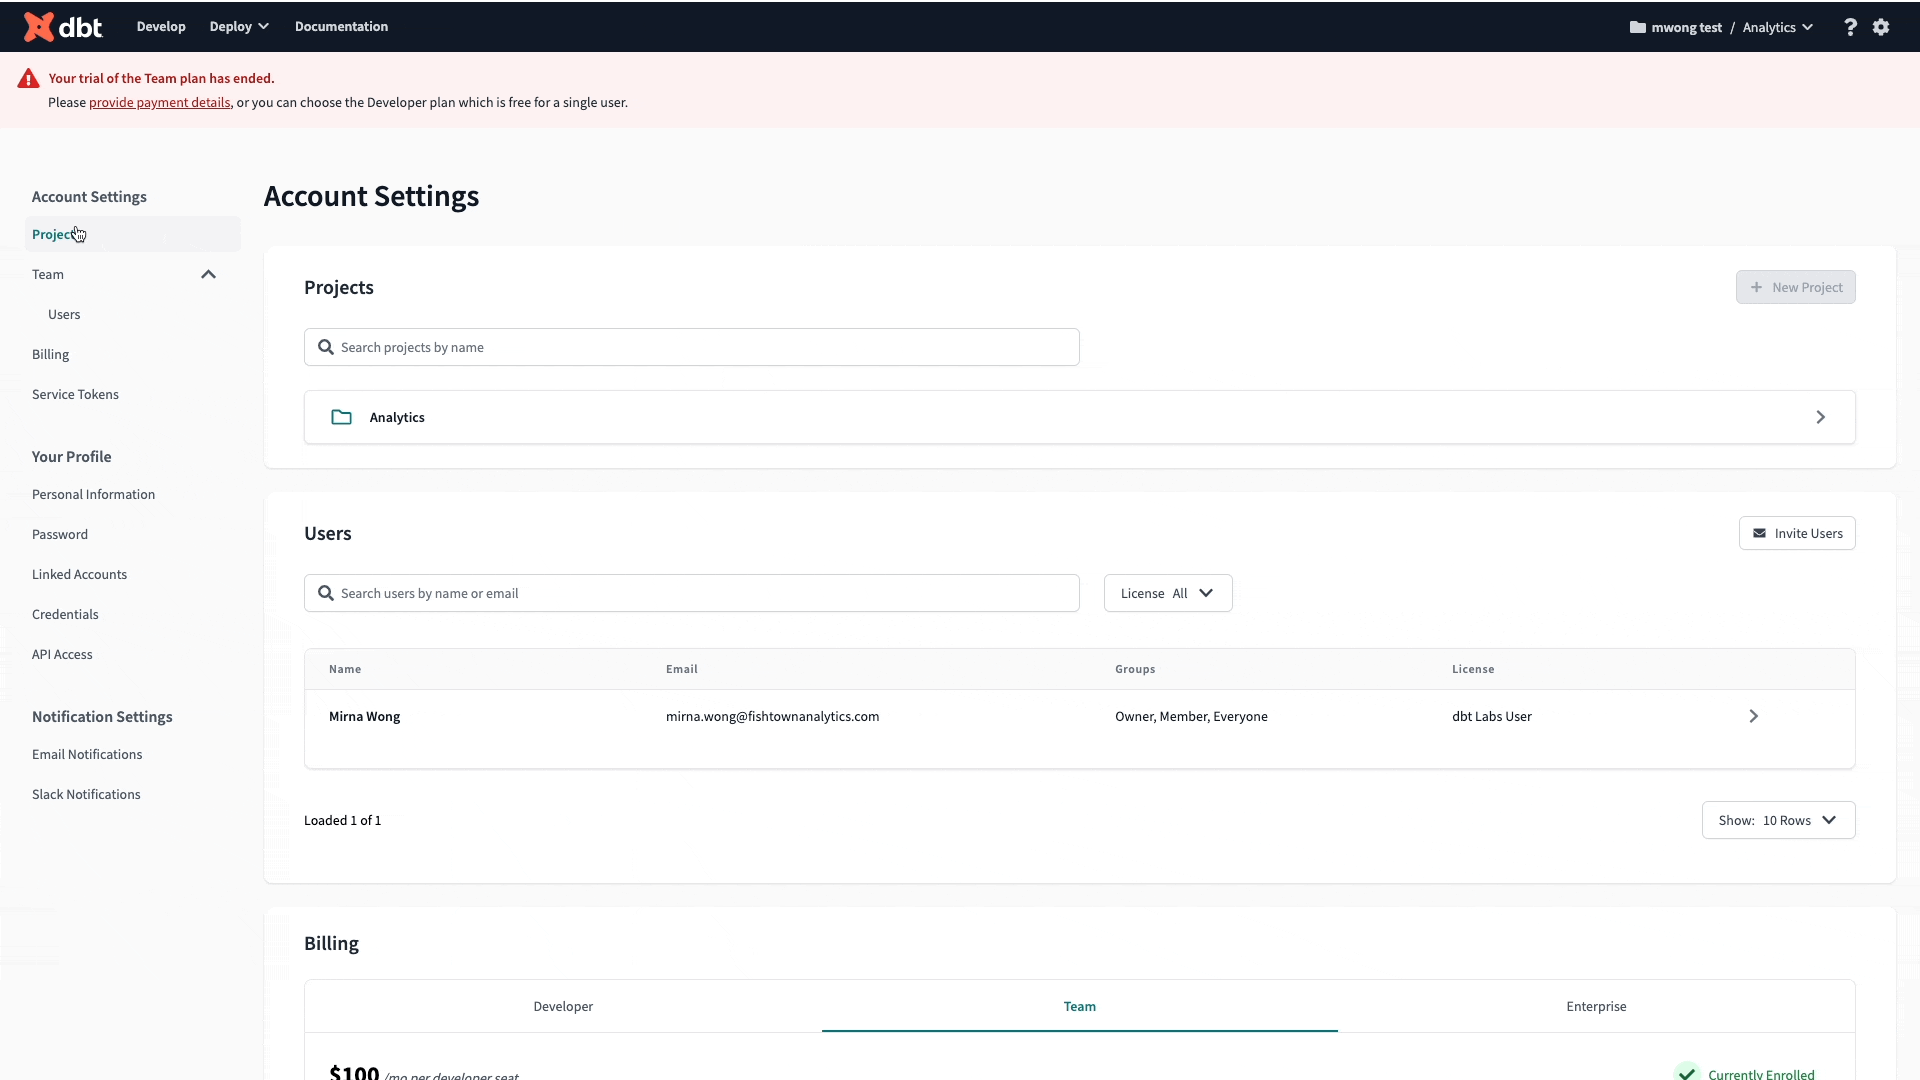 dbt Develop Deploy Documentation mwong test / Analytics ?
Your trial of the Team plan has ended.
Please provide payment details, or you can choose the Developer plan which is free for a single user.
Account Settings
Projects
Team
Users
Billing
Service Tokens
Your Profile
Personal Information
Password
Linked Accounts
Credentials
API Access
Notification Settings
Email Notifications
Slack Notifications
Account Settings
Projects
+ New Project
Search projects by name
Analytics
Users
Invite Users
Search users by name or email
License All
Name Email Groups License
Mirna Wong mirna.wong@fishtownanalytics.com Owner, Member, Everyone dbt Labs User
Loaded 1 of 1
Show: 10 Rows
Billing
Developer Team Enterprise
$100 /mo per developer seat
Currently Enrolled